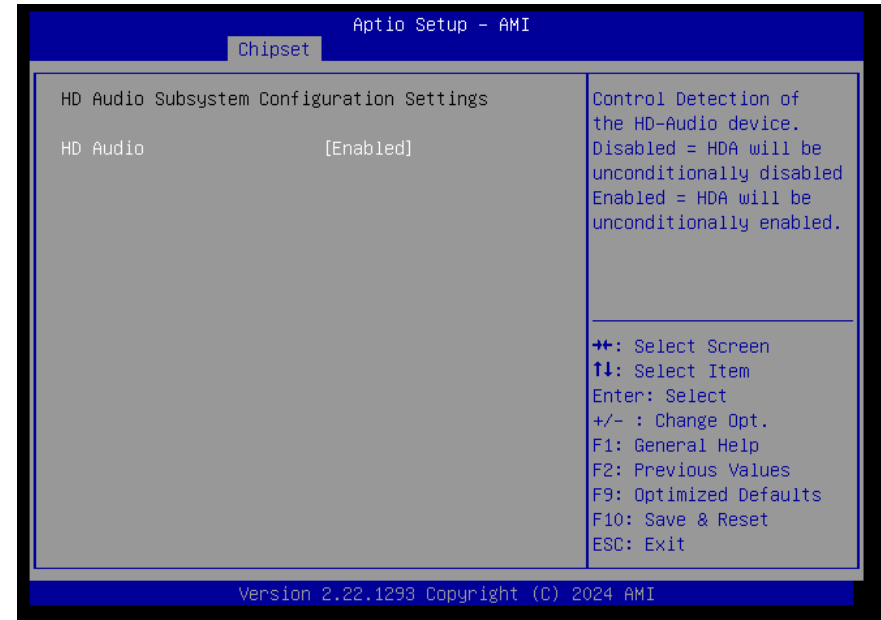 Aptio Setup - AMI
Chipset
HD Audio Subsystem Configuration Settings
HD Audio [Enabled]
Control Detection of
the HD-Audio device.
Disabled = HDA will be
unconditionally disabled
Enabled = HDA will be
unconditionally enabled.
→←: Select Screen
↑↓: Select Item
Enter: Select
+/- : Change Opt.
F1: General Help
F2: Previous Values
F9: Optimized Defaults
F10: Save & Reset
ESC: Exit
Version 2.22.1293 Copyright (C) 2024 AMI